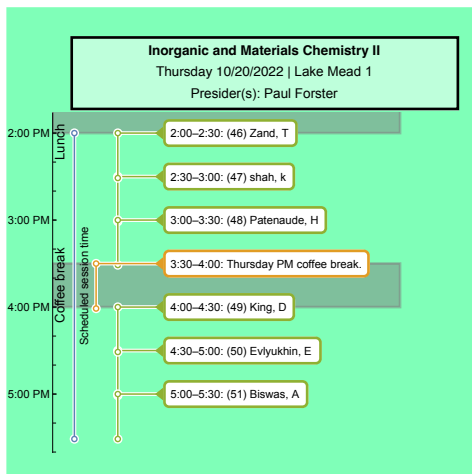 Inorganic and Materials Chemistry II
Thursday 10/20/2022 | Lake Mead 1
Presider(s): Paul Forster
Lunch
2:00 PM
2:00–2:30: (46) Zand, T
2:30–3:00: (47) shah, k
3:00 PM
3:00–3:30: (48) Patenaude, H
Coffee break
Scheduled session time
3:30–4:00: Thursday PM coffee break.
4:00 PM
4:00–4:30: (49) King, D
4:30–5:00: (50) Evlyukhin, E
5:00 PM
5:00–5:30: (51) Biswas, A